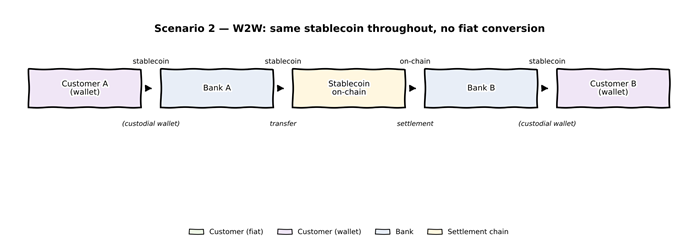 Scenario 2 — W2W: same stablecoin throughout, no fiat conversion
stablecoin
stablecoin
on-chain
stablecoin
Customer A
(wallet)
Bank A
Stablecoin
on-chain
Bank B
Customer B
(wallet)
(custodial wallet)
transfer
settlement
(custodial wallet)
Customer (fiat)
Customer (wallet)
Bank
Settlement chain